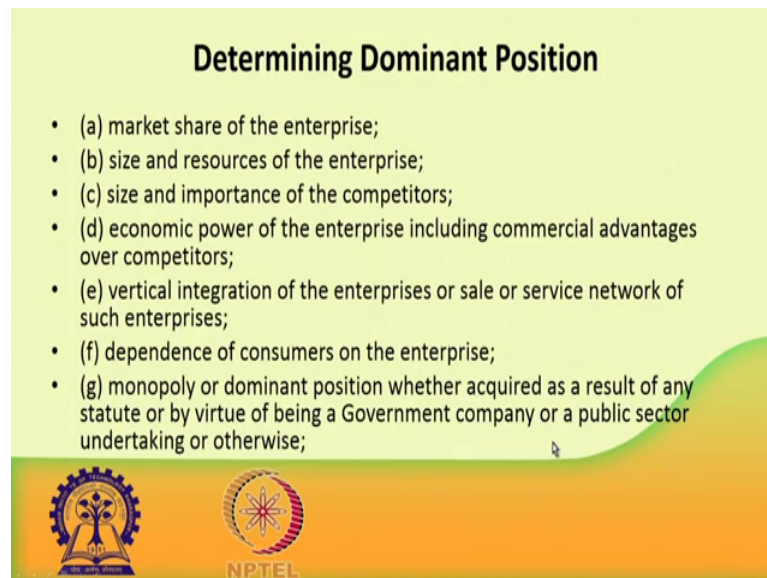 Determining Dominant Position
• (a) market share of the enterprise;
• (b) size and resources of the enterprise;
• (c) size and importance of the competitors;
• (d) economic power of the enterprise including commercial advantages
over competitors;
• (e) vertical integration of the enterprises or sale or service network of
such enterprises;
• (f) dependence of consumers on the enterprise;
• (g) monopoly or dominant position whether acquired as a result of any
statute or by virtue of being a Government company or a public sector
undertaking or otherwise;
NPTEL